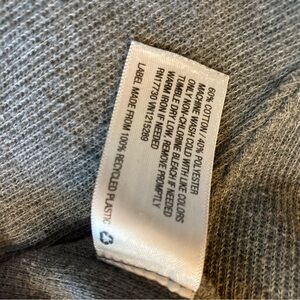 60% COTTON / 40% POLYESTER
MACHINE WASH COLD WITH LIKE COLORS
ONLY NON-CHLORINE BLEACH IF NEEDED
TUMBLE DRY LOW, REMOVE PROMPTLY
WARM IRON IF NEEDED
RN17730 VN1215289
LABEL MADE FROM 100% RECYCLED PLASTIC